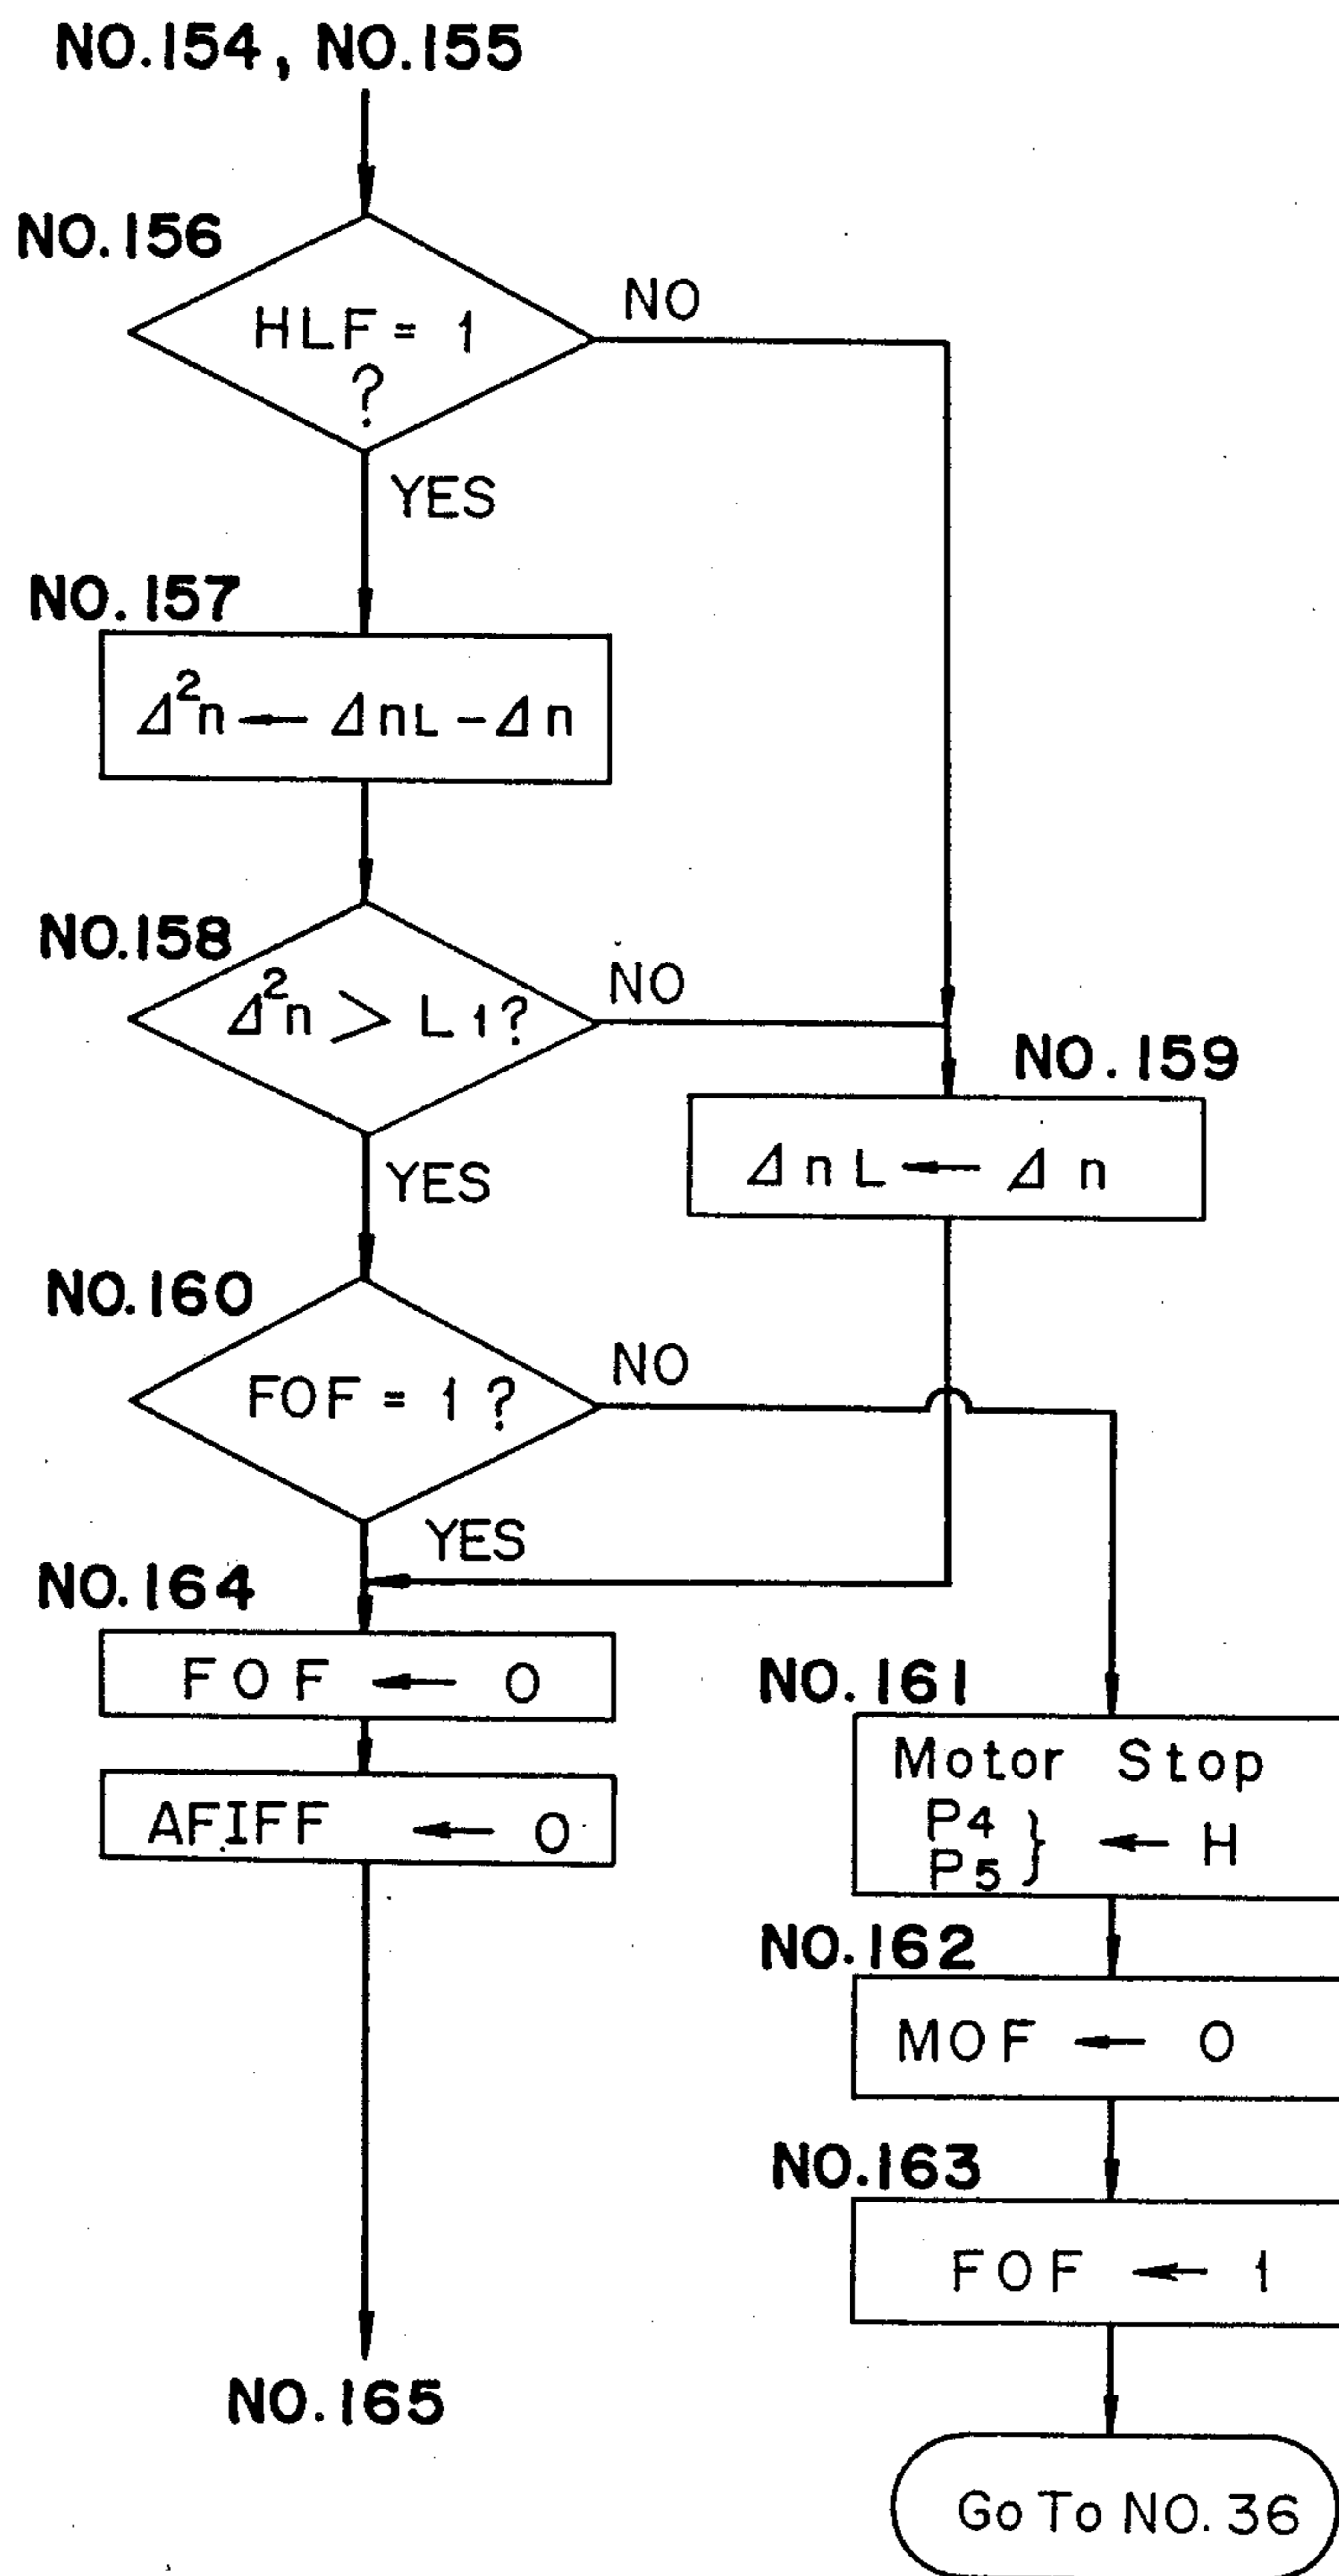 NO.154, NO.155
NO.156
HLF = 1
?
NO
YES
NO.157
Δ²n ← ΔnL - Δn
NO.158
Δ²n > L1?
NO
YES
NO.159
ΔnL ← Δn
NO.160
FOF = 1 ?
NO
YES
NO.164
FOF ← 0
AFIFF ← 0
NO.165
NO.161
Motor Stop
P4
P5 } ← H
NO.162
MOF ← 0
NO.163
FOF ← 1
Go To NO.36